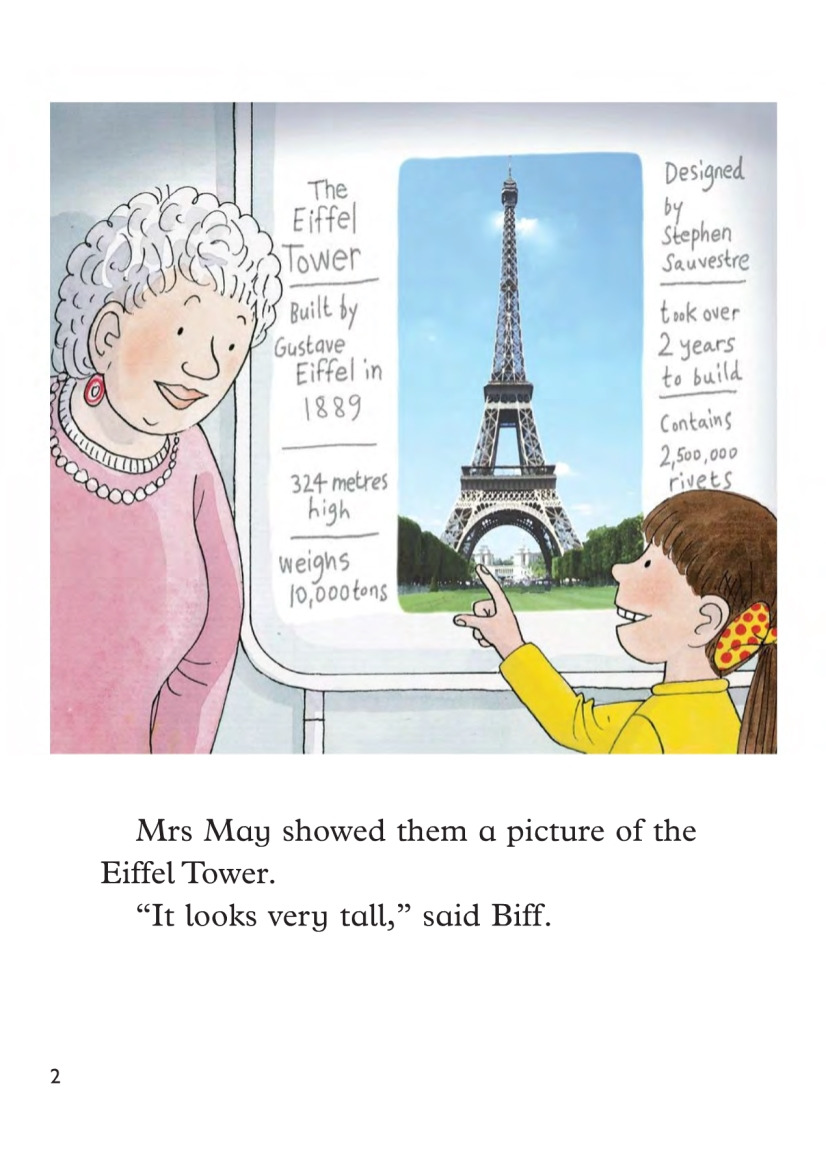 The
Eiffel
Tower
Built by
Gustave
Eiffel in
1889
324 metres
high
weighs
10,000tons
Designed
by
Stephen
Sauvestre
took over
2 years
to build
Contains
2,500,000
rivets
Mrs May showed them a picture of the
Eiffel Tower.
“It looks very tall,” said Biff.
2